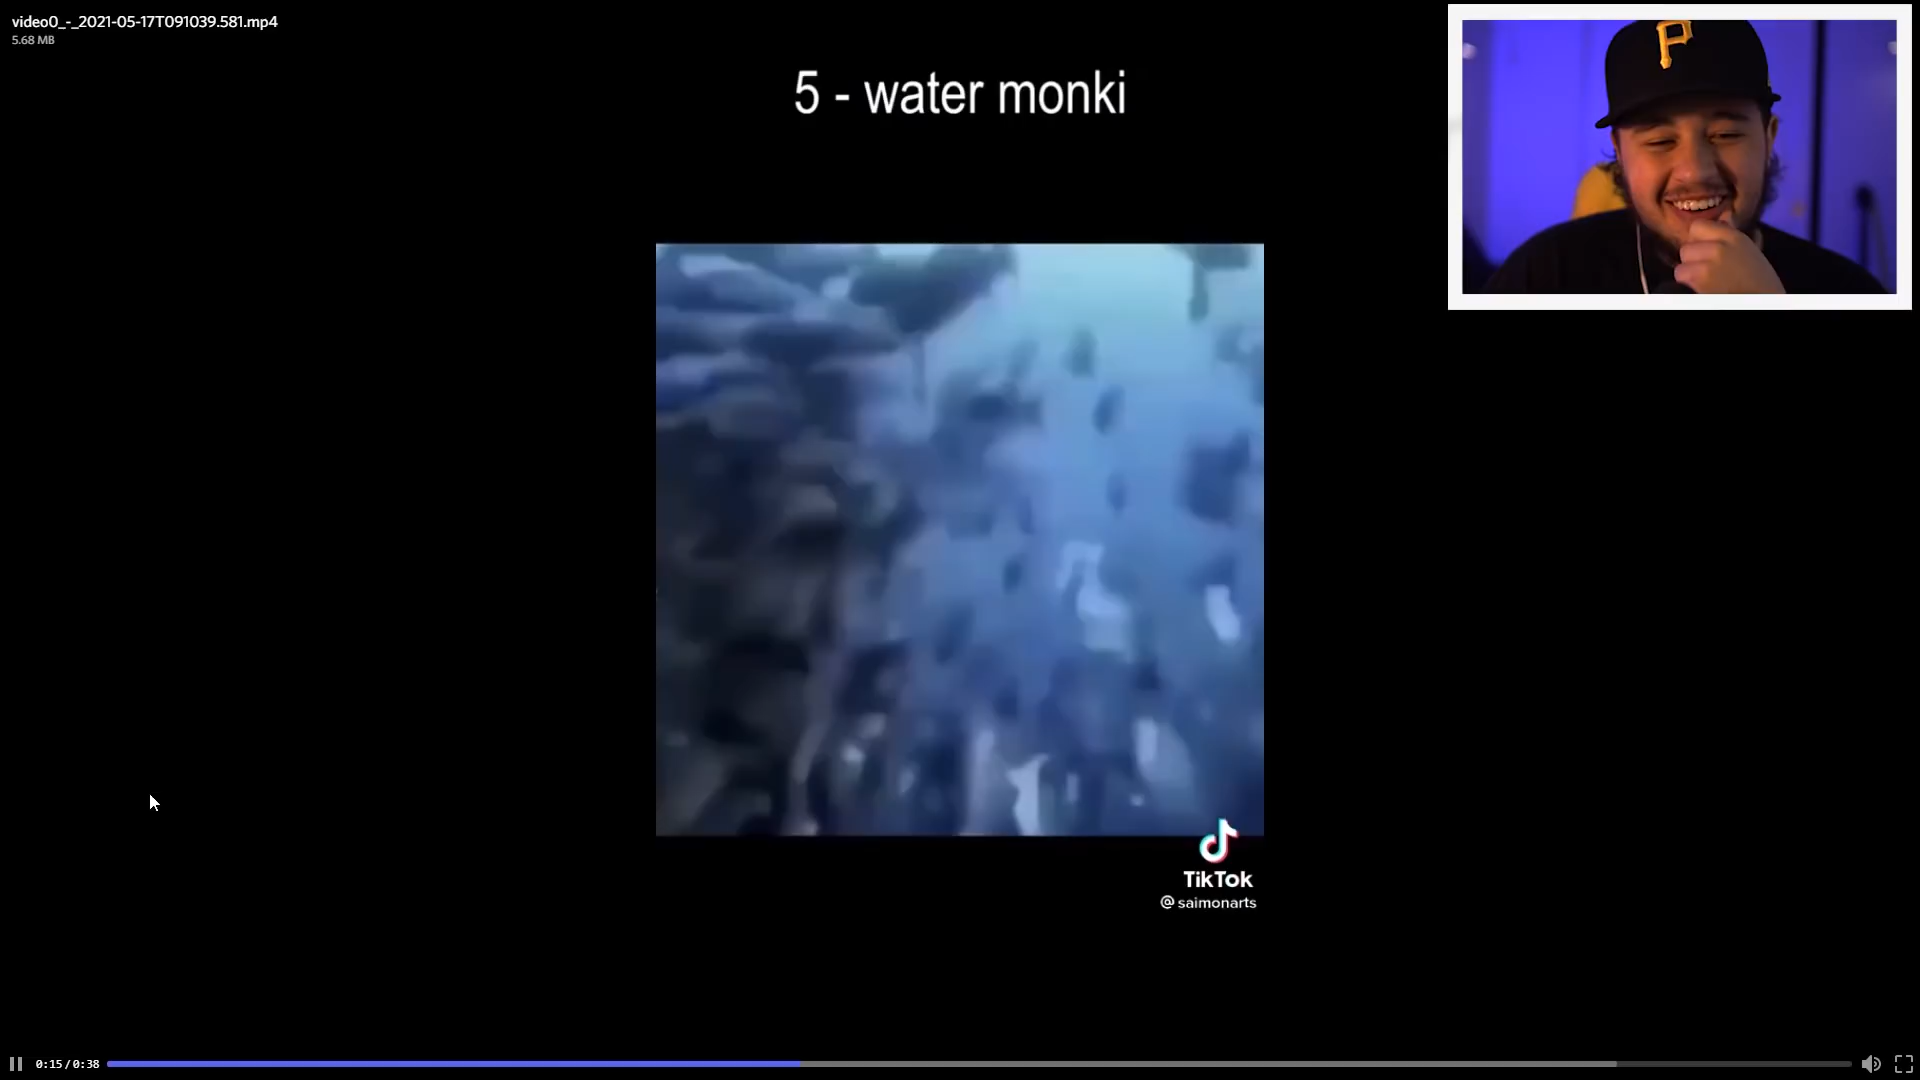 video0_-_2021-05-17T091039.581.mp4
5.68 MB
5 - water monki
P
TikTok
@ saimonarts
0:15 / 0:38